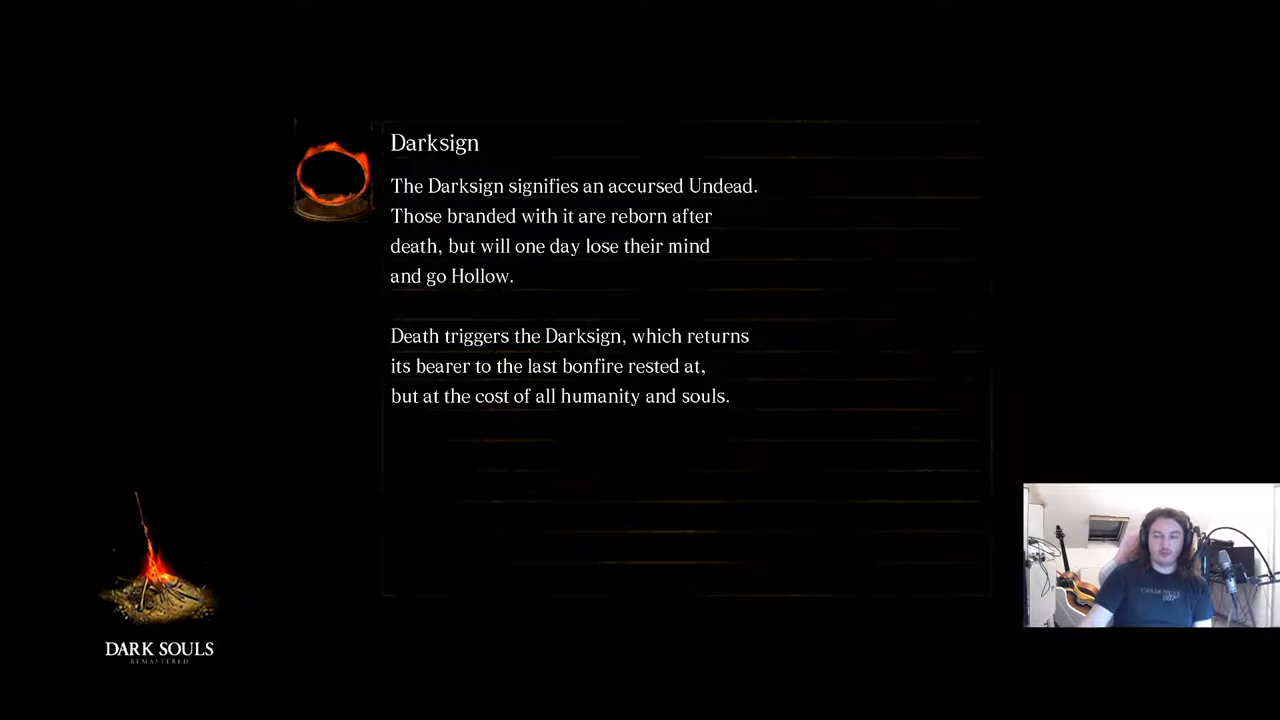 Darksign
The Darksign signifies an accursed Undead.
Those branded with it are reborn after
death, but will one day lose their mind
and go Hollow.
Death triggers the Darksign, which returns
its bearer to the last bonfire rested at,
but at the cost of all humanity and souls.
DARK SOULS
REMASTERED